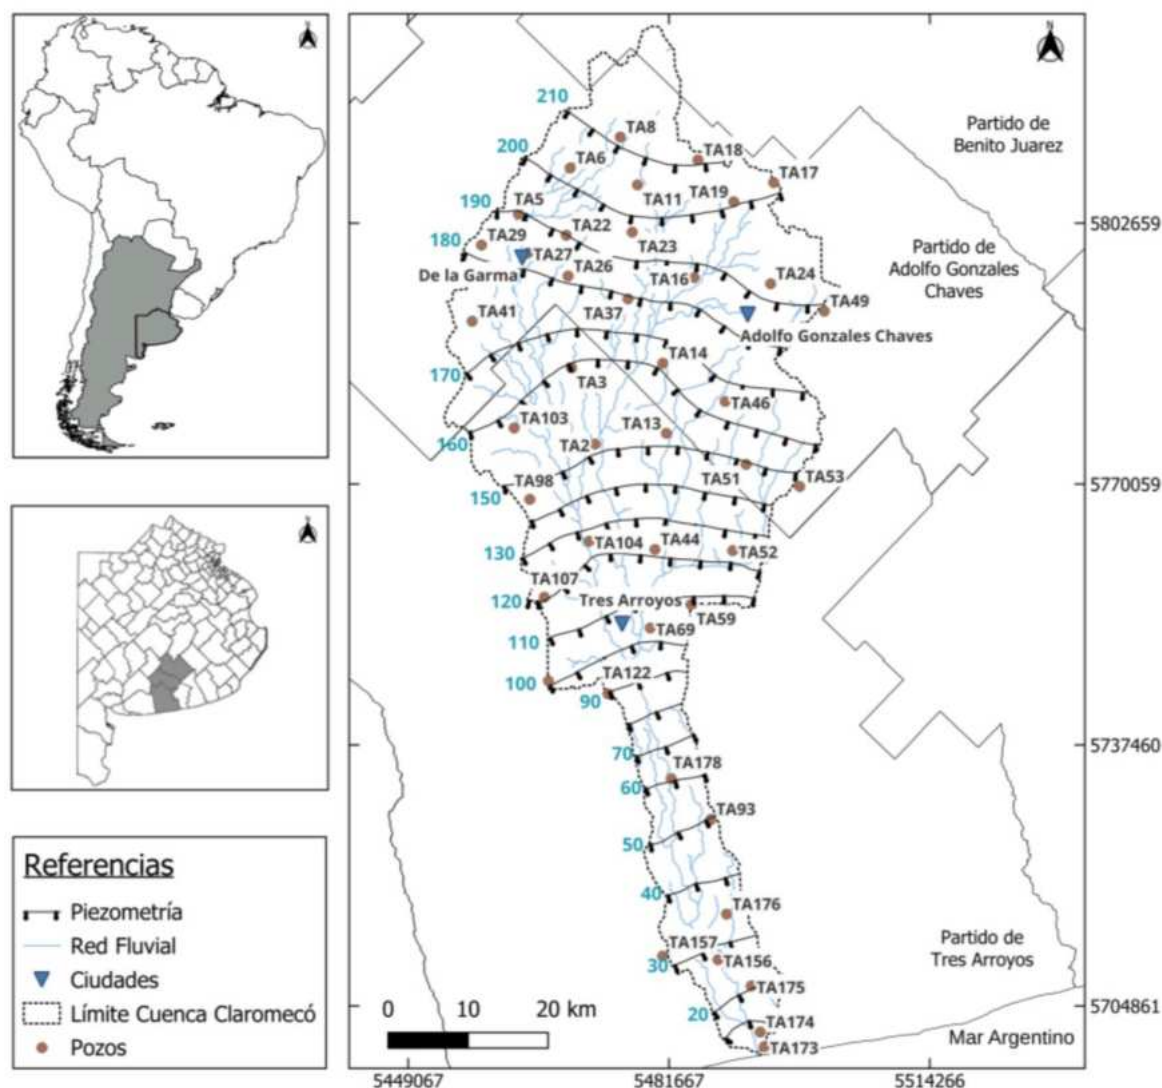 N
N
Referencias
Piezometría
Red Fluvial
Ciudades
Límite Cuenca Claromecó
Pozos
N
210
TA8
Partido de
Benito Juarez
200
TA18
TA6
TA17
190
TA5
TA11
TA19
180
TA29
TA22
TA23
5802659
TA27
Partido de
Adolfo Gonzales
Chaves
De la Garma
TA26
TA16
TA24
TA49
TA41
TA37
Adolfo Gonzales Chaves
170
TA14
TA3
TA46
160
TA103
TA13
TA2
150
TA98
TA51
TA53
5770059
130
TA104
TA44
TA52
TA107
120
Tres Arroyos
TA59
110
TA69
100
TA122
90
70
5737460
TA178
60
TA93
50
40
TA176
Partido de
Tres Arroyos
TA157
30
TA156
TA175
0 10 20 km
20
5704861
TA174
Mar Argentino
TA173
5449067
5481667
5514266